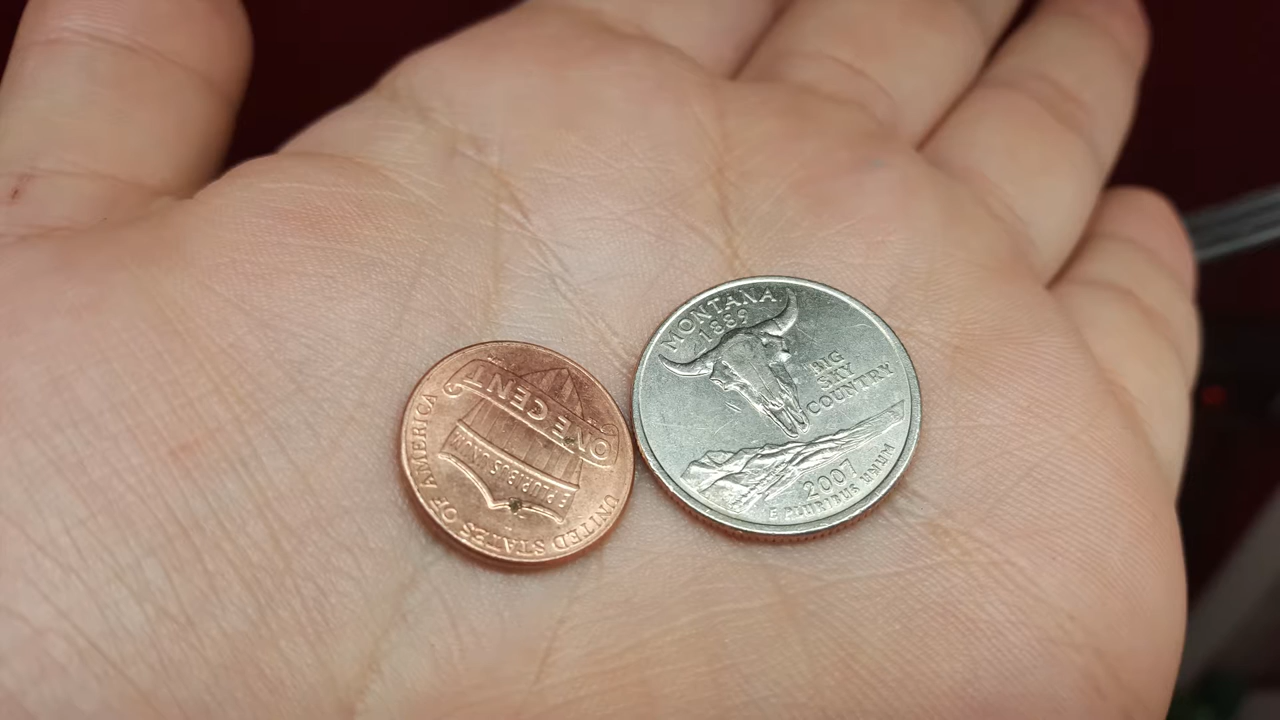 ONE CENT
E PLURIBUS UNUM
UNITED STATES OF AMERICA
MONTANA
1889
BIG
SKY
COUNTRY
2007
E PLURIBUS UNUM